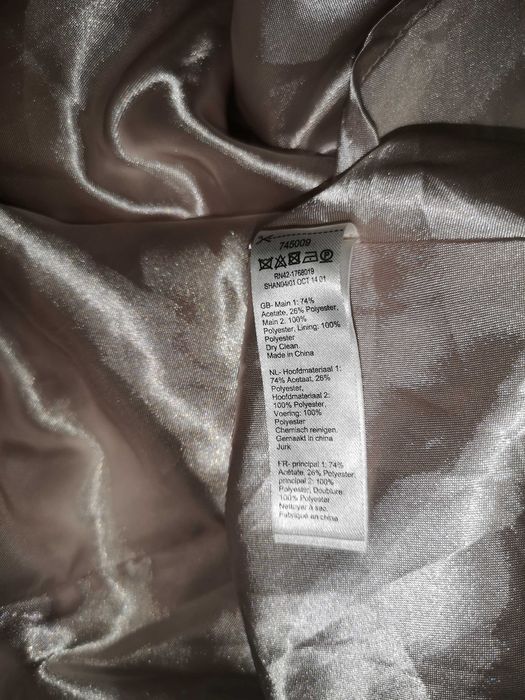 745009
RN42-1768019
SHAN04/01 OCT 14 01
GB- Main 1: 74%
Acetate, 26% Polyester,
Main 2: 100%
Polyester, Lining: 100%
Polyester
Dry Clean
Made in China
NL- Hoofdmateriaal 1:
74% Acetaat, 26%
Polyester,
Hoofdmateriaal 2:
100% Polyester,
Voering: 100%
Polyester
Chemisch reinigen.
Gemaakt in china
Jurk
FR- principal 1: 74%
Acétate, 26% Polyester,
principal 2: 100%
Polyester, Doublure:
100% Polyester
Nettoyer à sec.
Fabriqué en chine